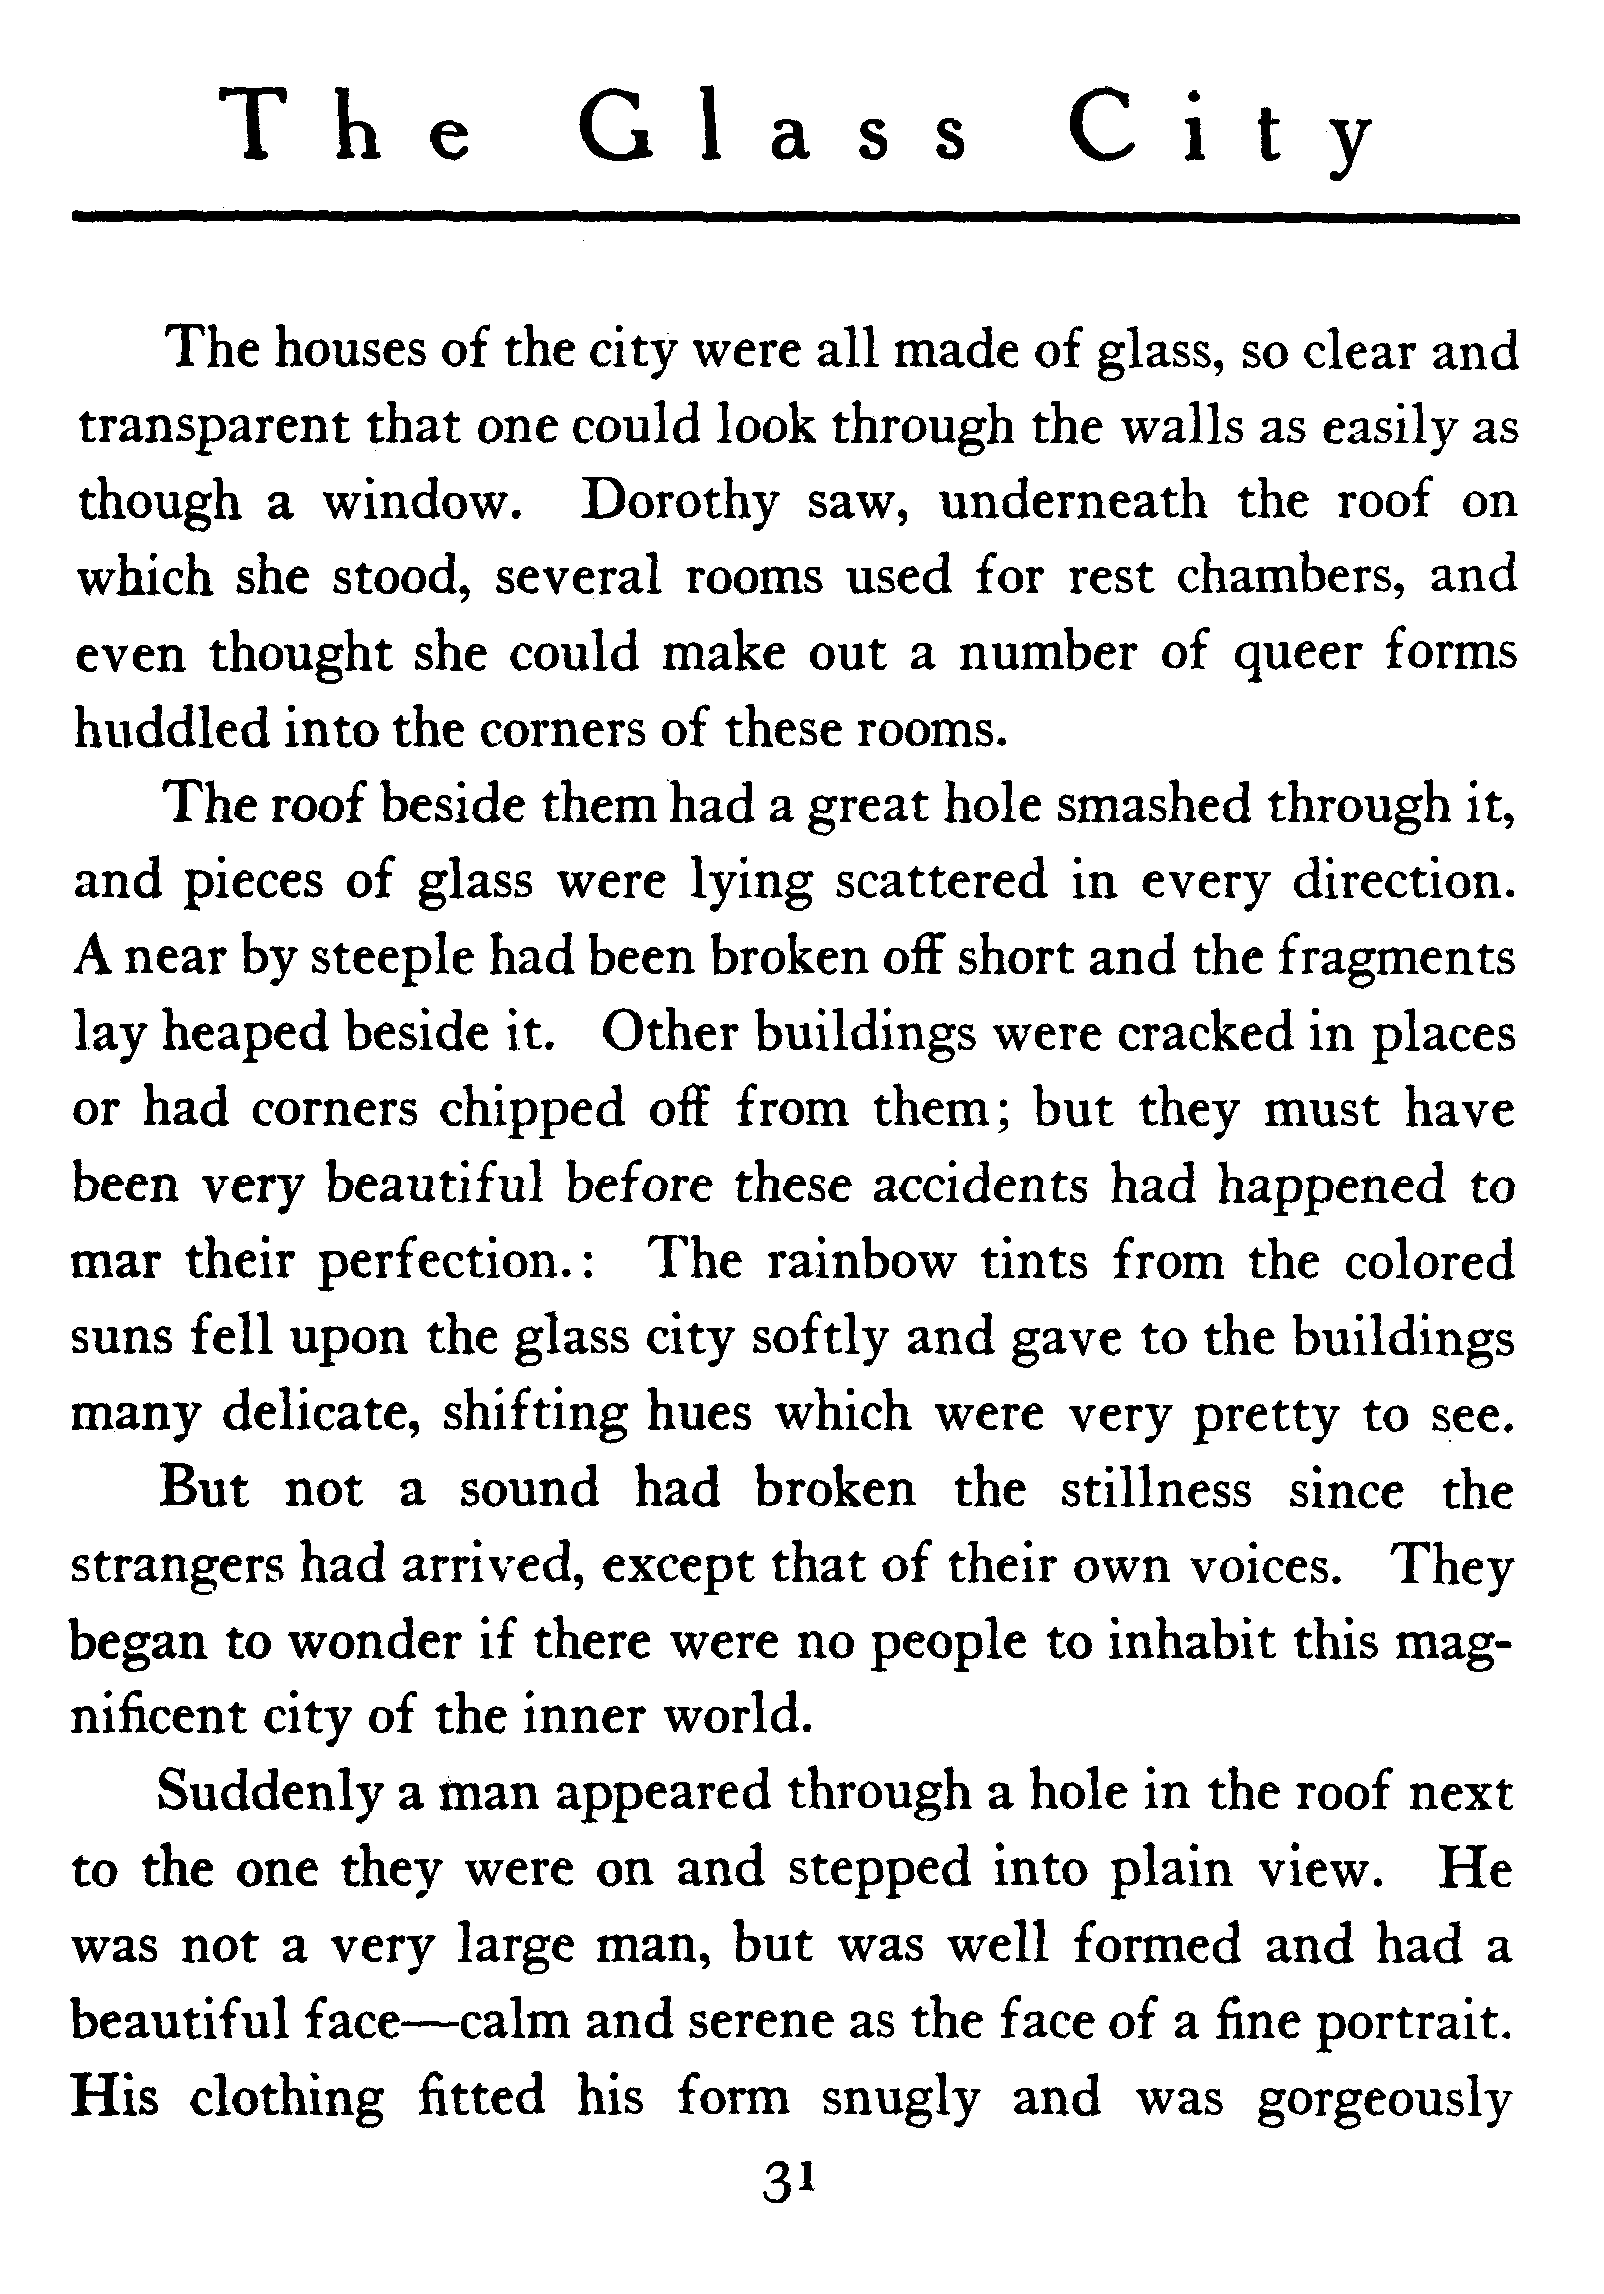 The Glass City
The houses of the city were all made of glass, so clear and
transparent that one could look through the walls as easily as
though a window. Dorothy saw, underneath the roof on
which she stood, several rooms used for rest chambers, and
even thought she could make out a number of queer forms
huddled into the corners of these rooms.
The roof beside them had a great hole smashed through it,
and pieces of glass were lying scattered in every direction.
A near by steeple had been broken off short and the fragments
lay heaped beside it. Other buildings were cracked in places
or had corners chipped off from them; but they must have
been very beautiful before these accidents had happened to
mar their perfection.: The rainbow tints from the colored
suns fell upon the glass city softly and gave to the buildings
many delicate, shifting hues which were very pretty to see.
But not a sound had broken the stillness since the
strangers had arrived, except that of their own voices. They
began to wonder if there were no people to inhabit this mag-
nificent city of the inner world.
Suddenly a man appeared through a hole in the roof next
to the one they were on and stepped into plain view. He
was not a very large man, but was well formed and had a
beautiful face—calm and serene as the face of a fine portrait.
His clothing fitted his form snugly and was gorgeously
31